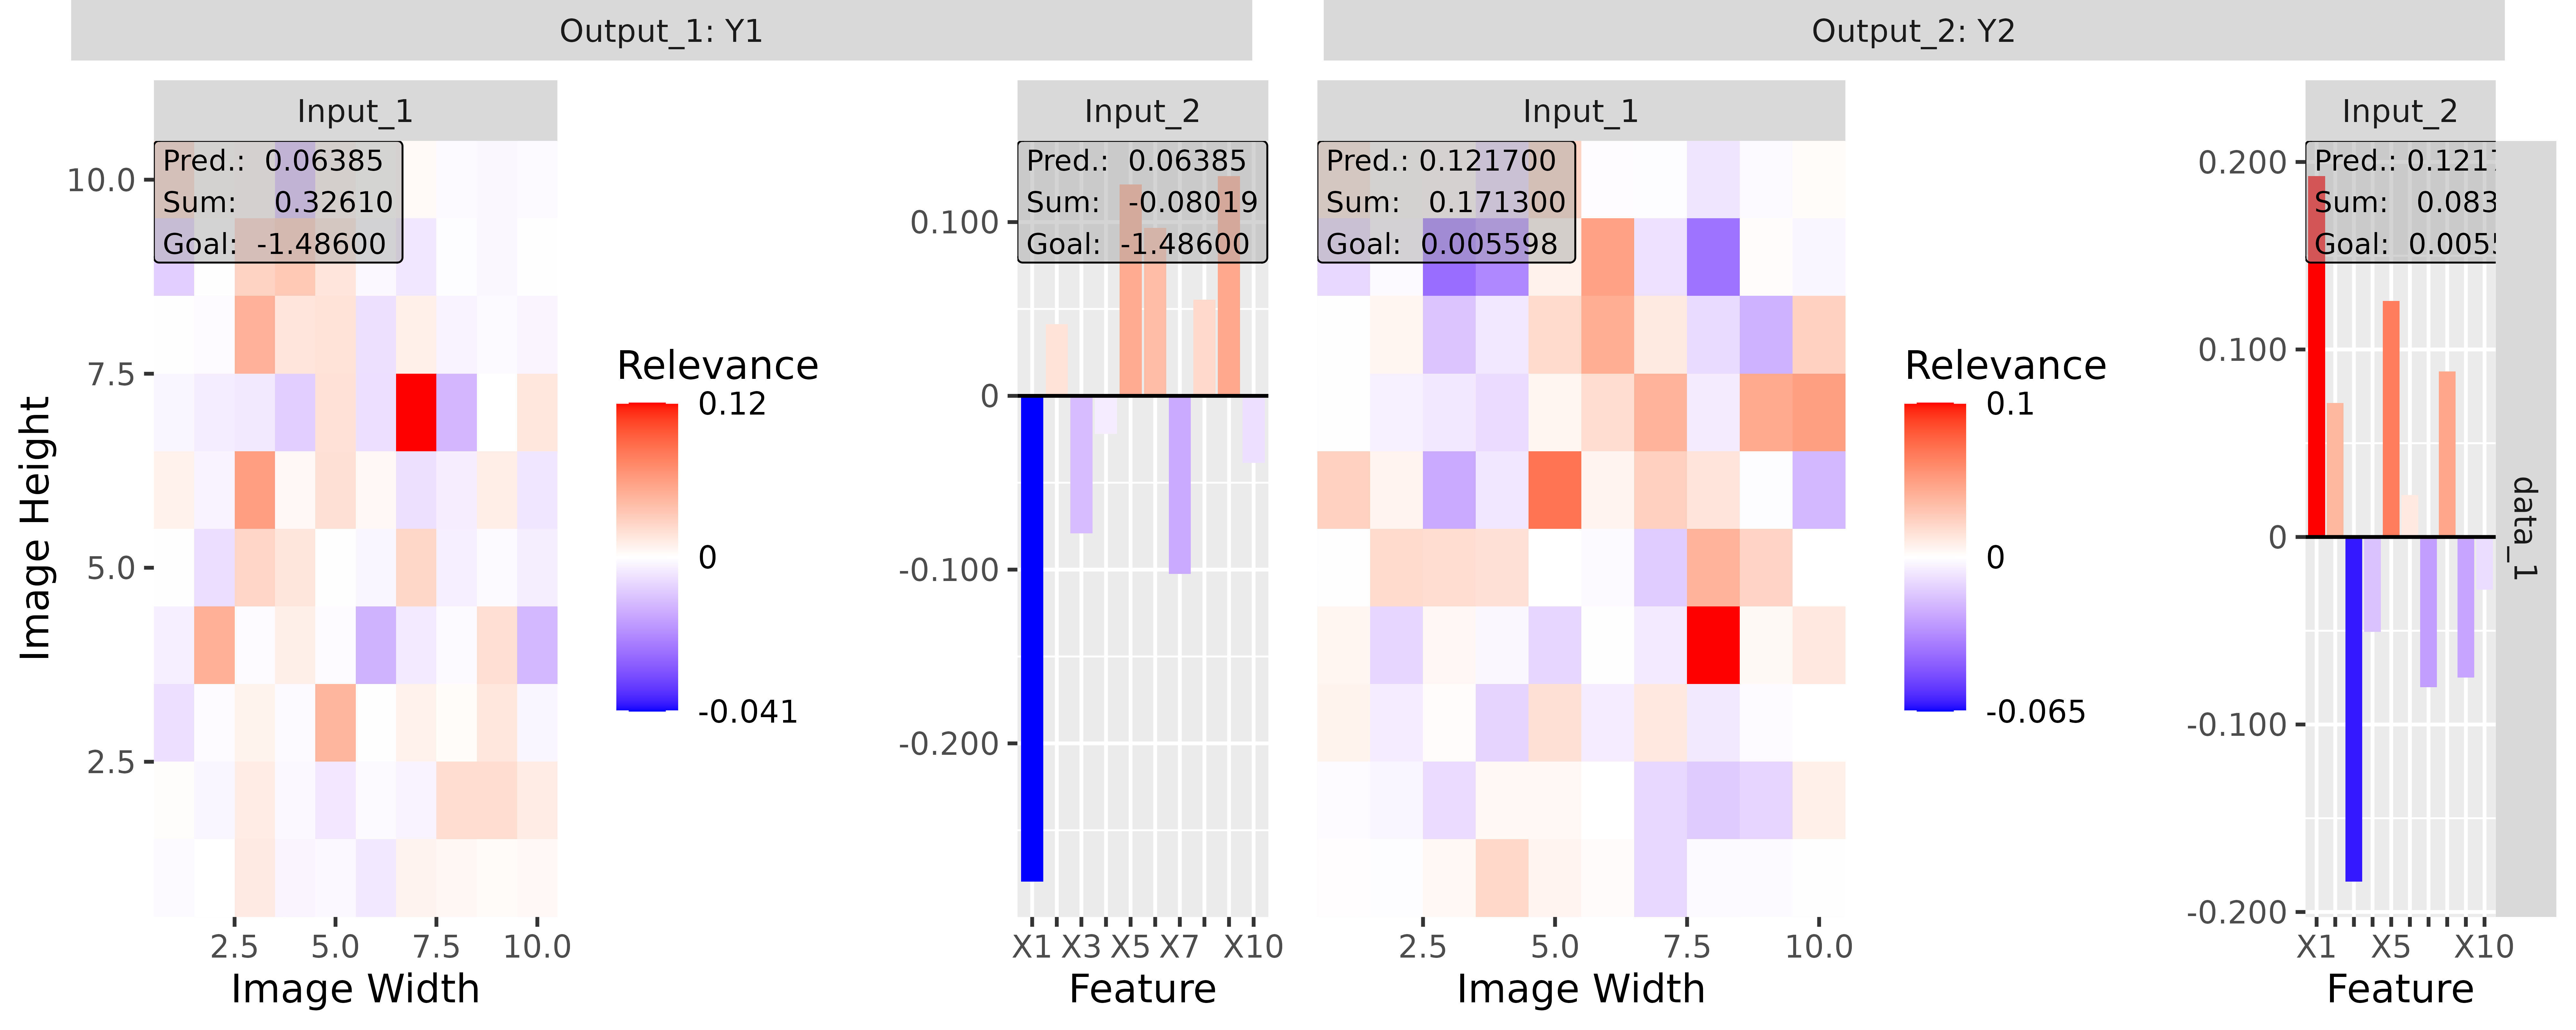 Output_1: Y1
Output_2: Y2
Input_1
Input_2
Input_1
Input_2
Pred.: 0.06385
Sum: 0.32610
Goal: -1.48600
Pred.: 0.06385
Sum: -0.08019
Goal: -1.48600
Pred.: 0.121700
Sum: 0.171300
Goal: 0.005598
Pred.: 0.121
Sum: 0.083
Goal: 0.005
Image Height
10.0
7.5
5.0
2.5
2.5 5.0 7.5 10.0
Image Width
Relevance
0.12
0
-0.041
0.100
0
-0.100
-0.200
X1 X3 X5 X7 X10
Feature
2.5 5.0 7.5 10.0
Image Width
Relevance
0.1
0
-0.065
0.200
0.100
0
-0.100
-0.200
X1 X5 X10
Feature
data_1